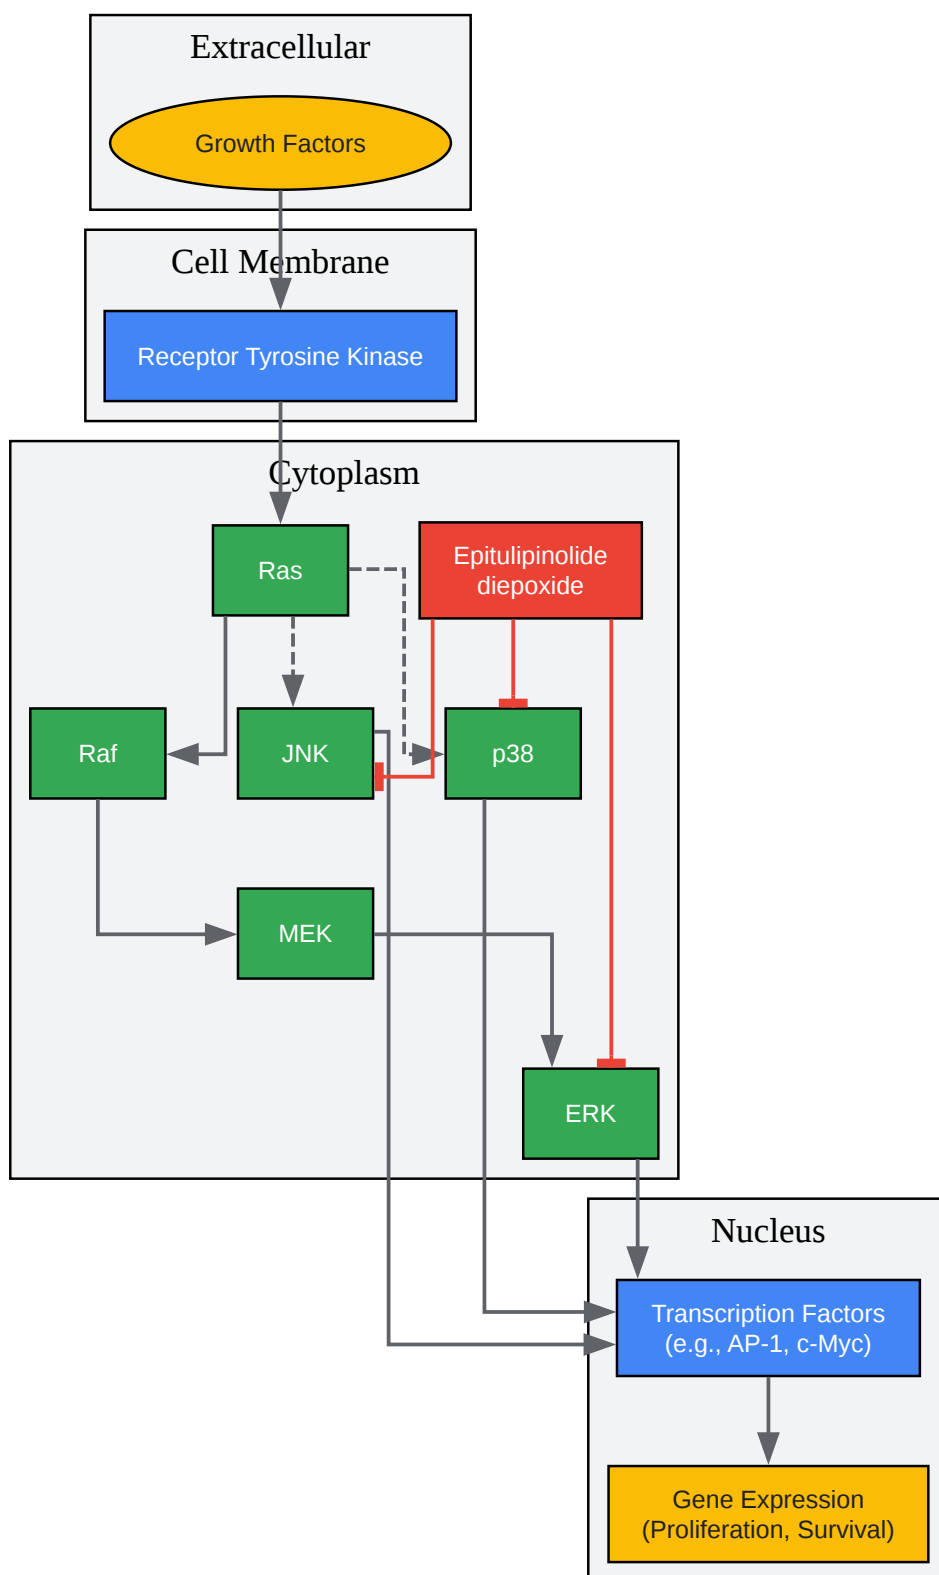 Extracellular
Growth Factors
Cell Membrane
Receptor Tyrosine Kinase
Cytoplasm
Ras
Epitulipinolide
diepoxide
Raf
JNK
p38
MEK
ERK
Nucleus
Transcription Factors
(e.g., AP-1, c-Myc)
Gene Expression
(Proliferation, Survival)